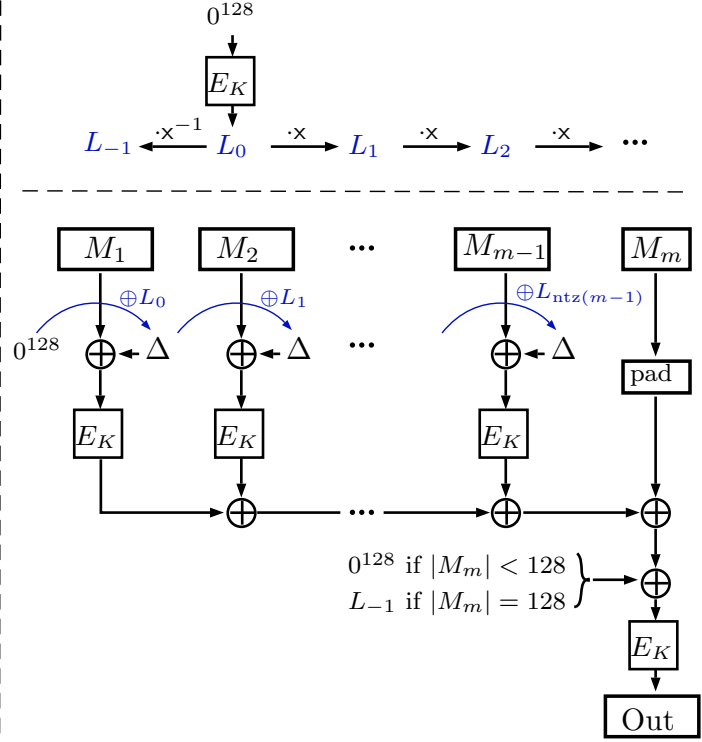 0^128
E_K
·x^−1 ·x ·x ·x
L_−1 L_0 L_1 L_2 ···
M_1 M_2 ··· M_{m−1} M_m
⊕L_0 ⊕L_1 ⊕L_{ntz(m−1)}
0^128 Δ Δ ··· Δ
pad
E_K E_K E_K
···
0^128 if |M_m| < 128
L_−1 if |M_m| = 128
E_K
Out